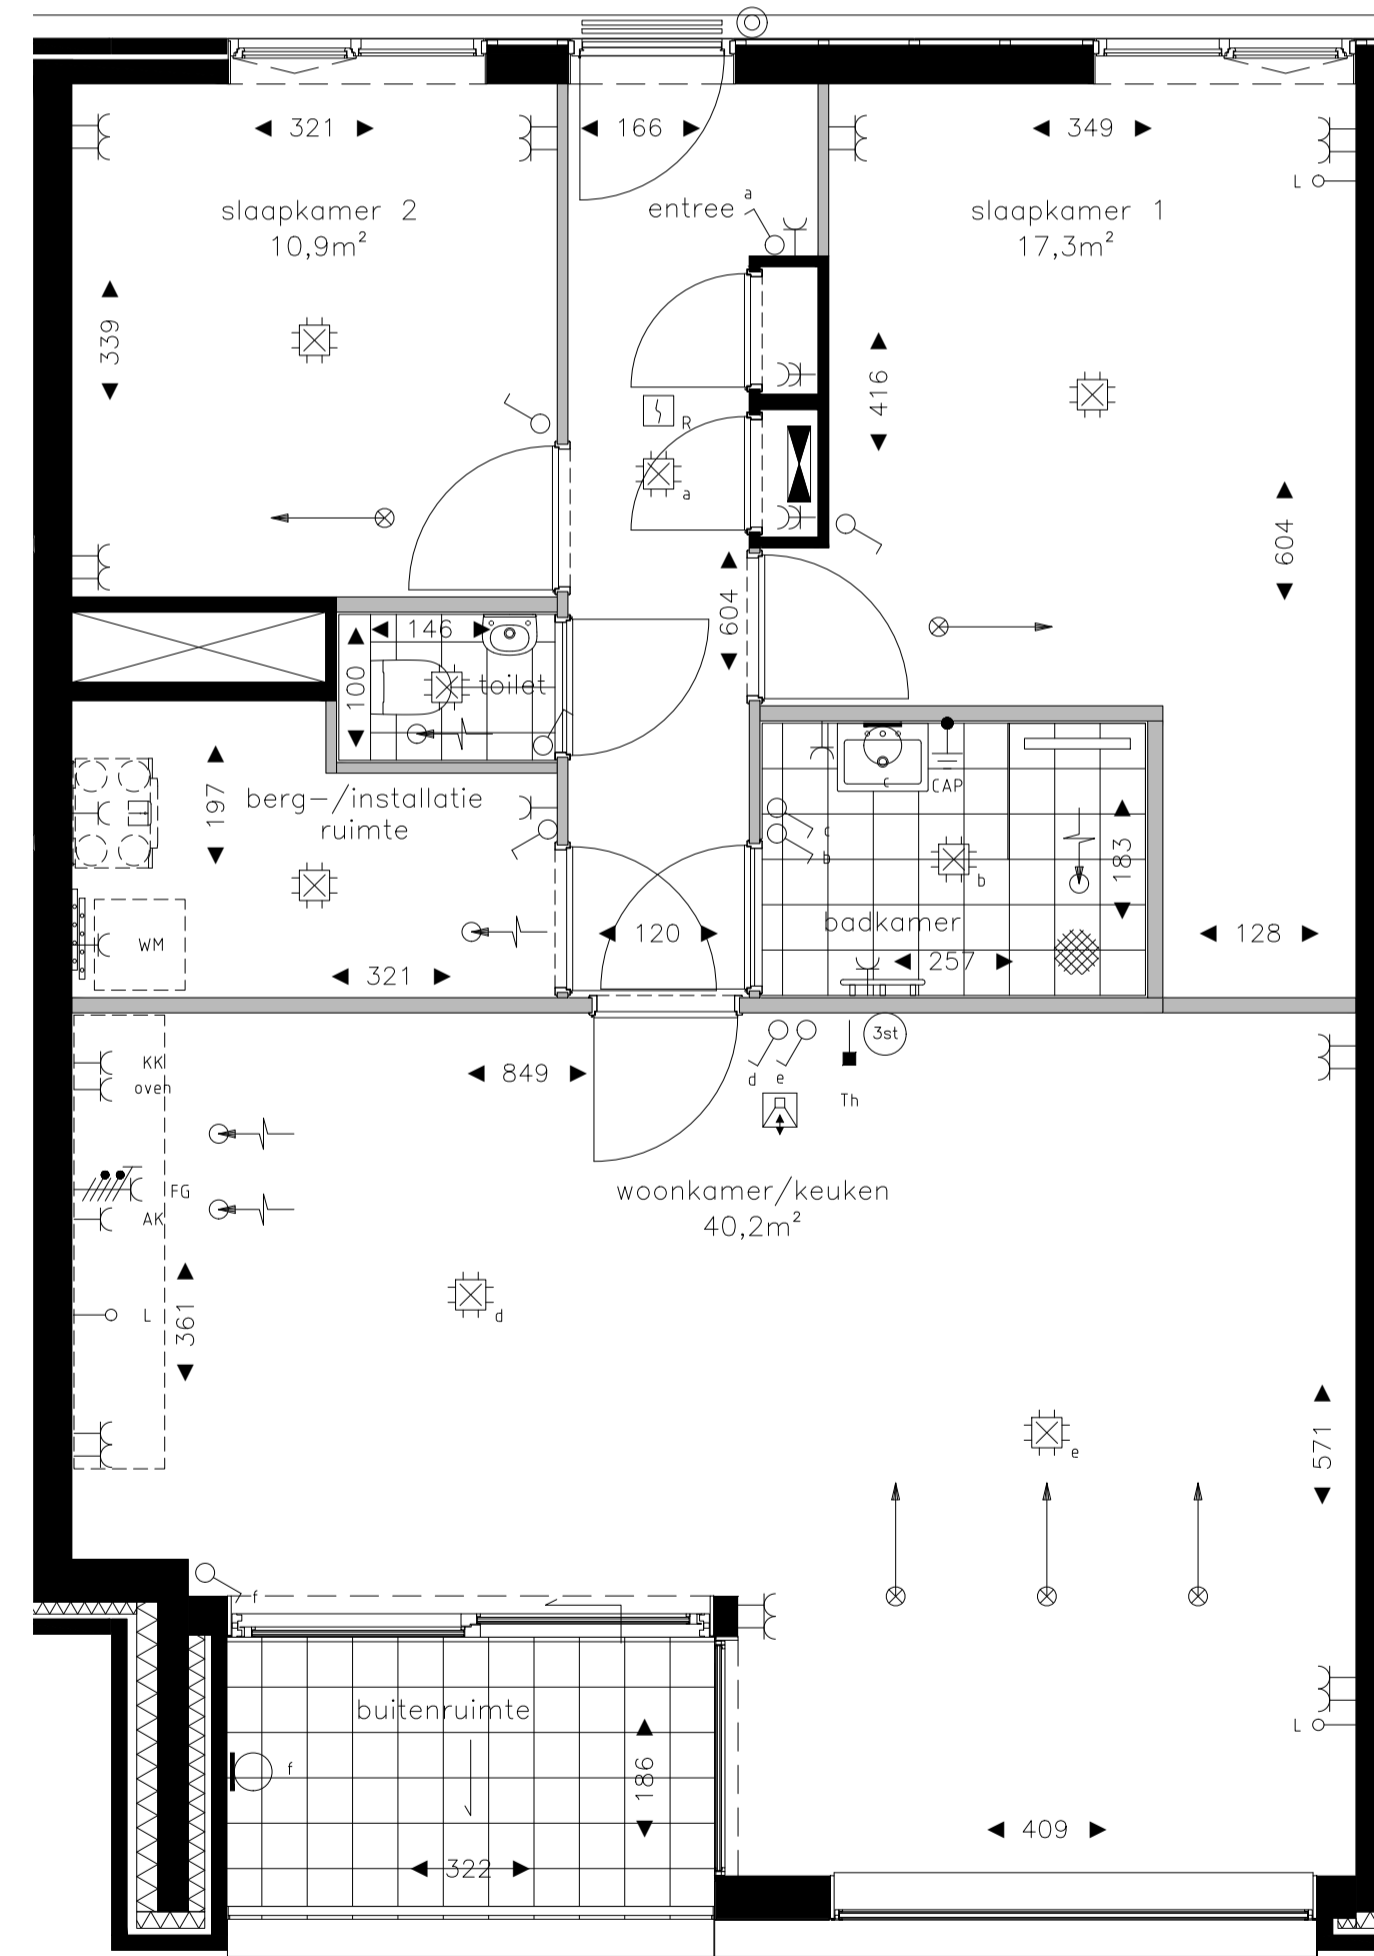 321
166
349
L
slaapkamer 2
10,9m²
entree
a
slaapkamer 1
17,3m²
339
416
R
a
604
604
146
100
toilet
197
berg-/installatie
ruimte
c
CAP
c
b
b
183
badkamer
WM
321
120
257
128
849
d
e
3st
Th
KK
oven
FG
AK
woonkamer/keuken
40,2m²
L
361
d
e
571
f
buitenruimte
f
186
L
322
409